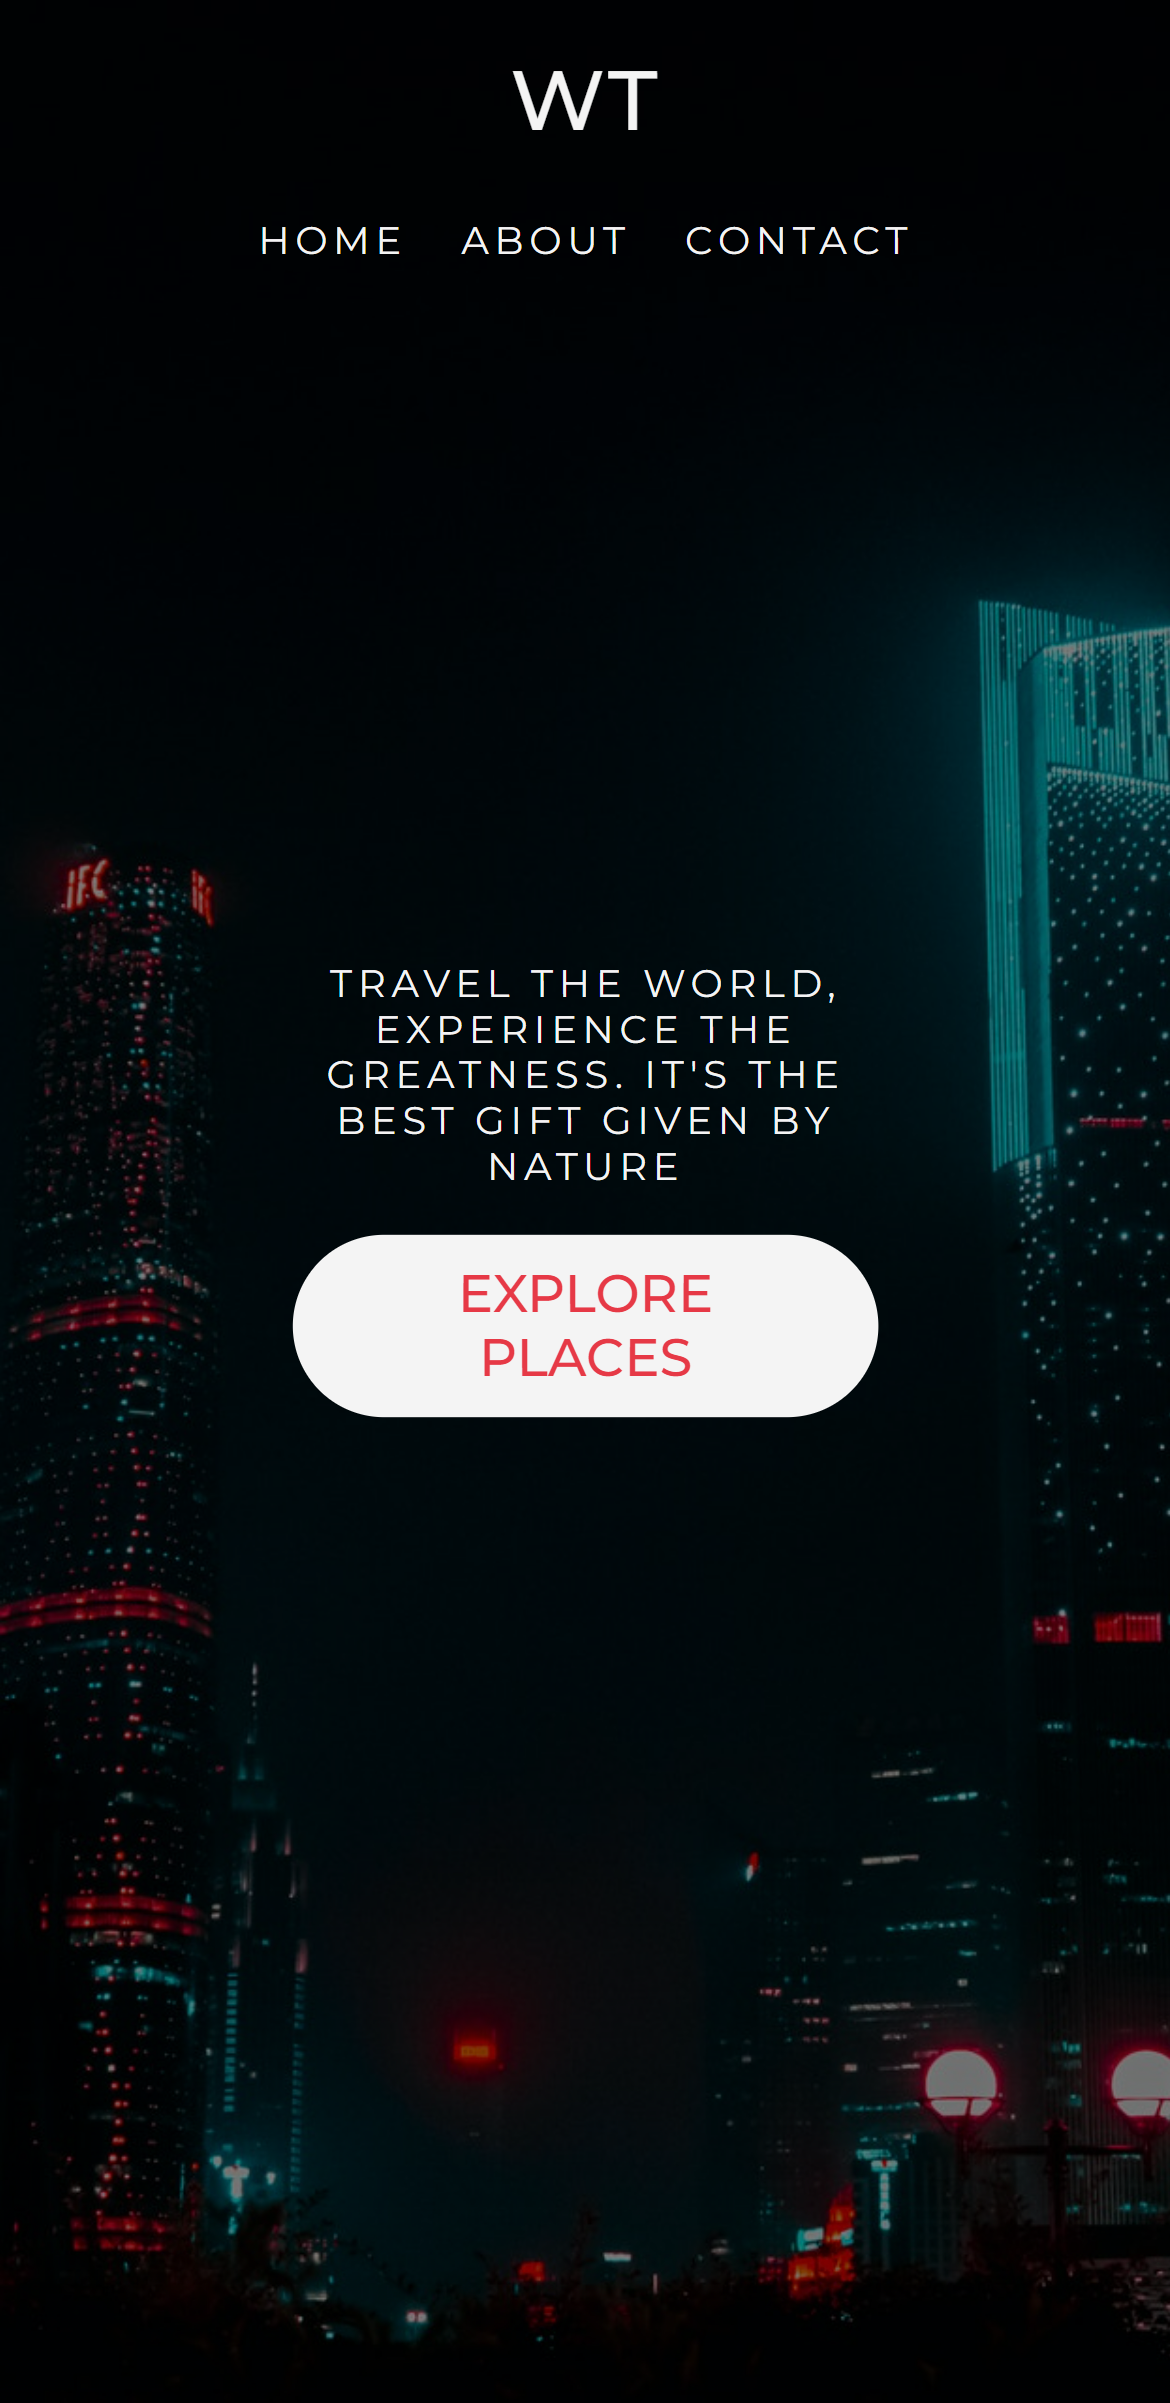 WT
HOME ABOUT CONTACT
IFC
TRAVEL THE WORLD,
EXPERIENCE THE
GREATNESS. IT'S THE
BEST GIFT GIVEN BY
NATURE
EXPLORE
PLACES